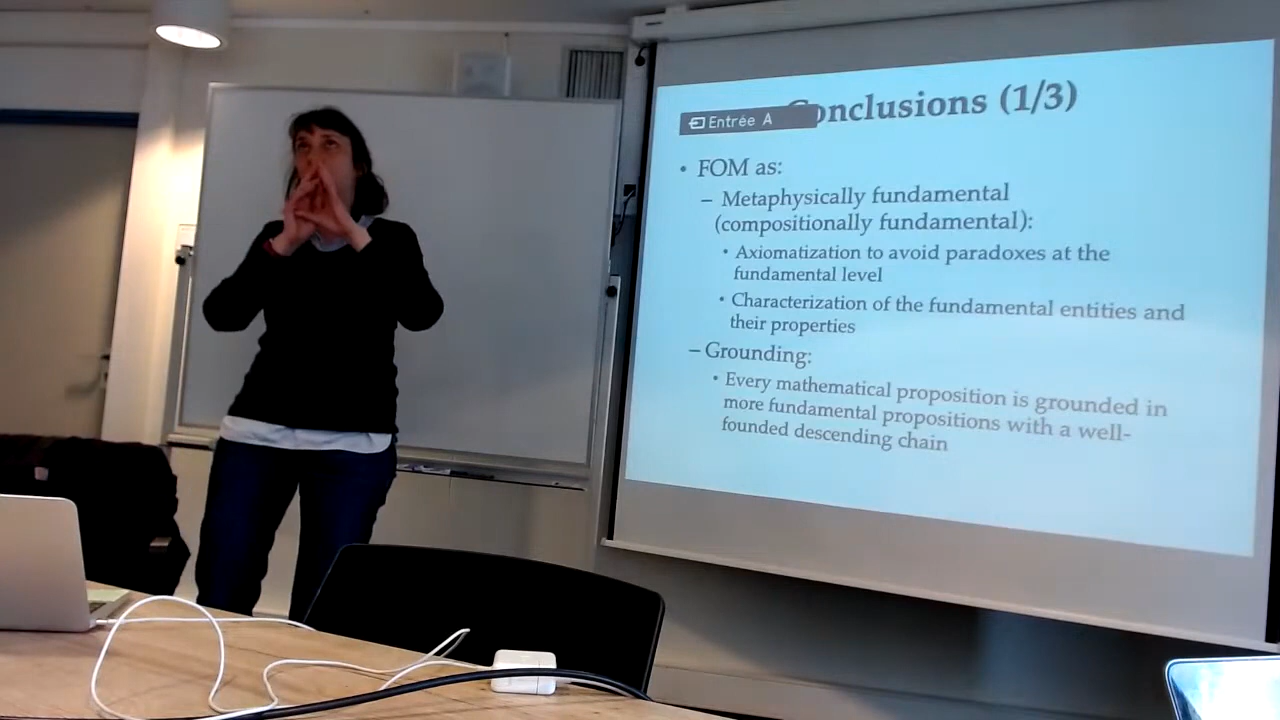 onclusions (1/3)
Entrée A
• FOM as:
– Metaphysically fundamental
(compositionally fundamental):
• Axiomatization to avoid paradoxes at the
fundamental level
• Characterization of the fundamental entities and
their properties
– Grounding:
• Every mathematical proposition is grounded in
more fundamental propositions with a well-
founded descending chain